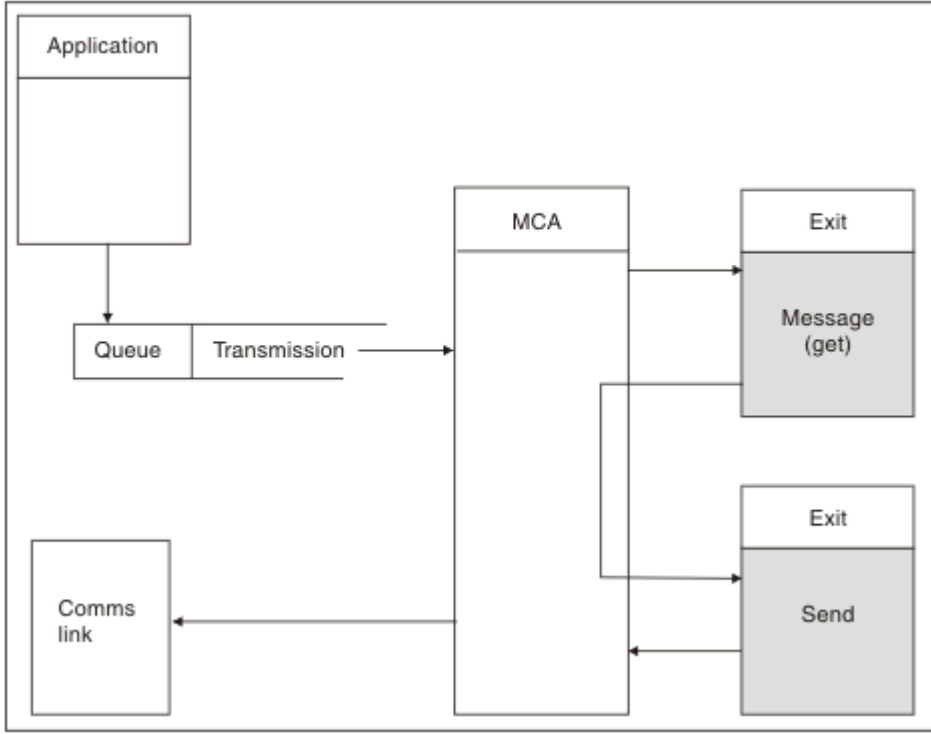 Application
MCA
Exit
Message
(get)
Queue
Transmission
Exit
Send
Comms
link